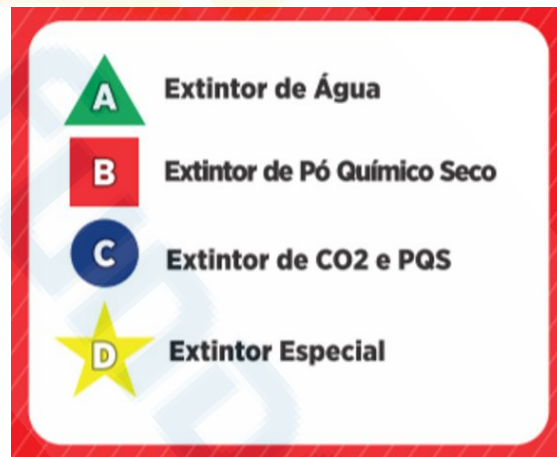 A Extintor de Água
B Extintor de Pó Químico Seco
C Extintor de CO2 e PQS
D Extintor Especial